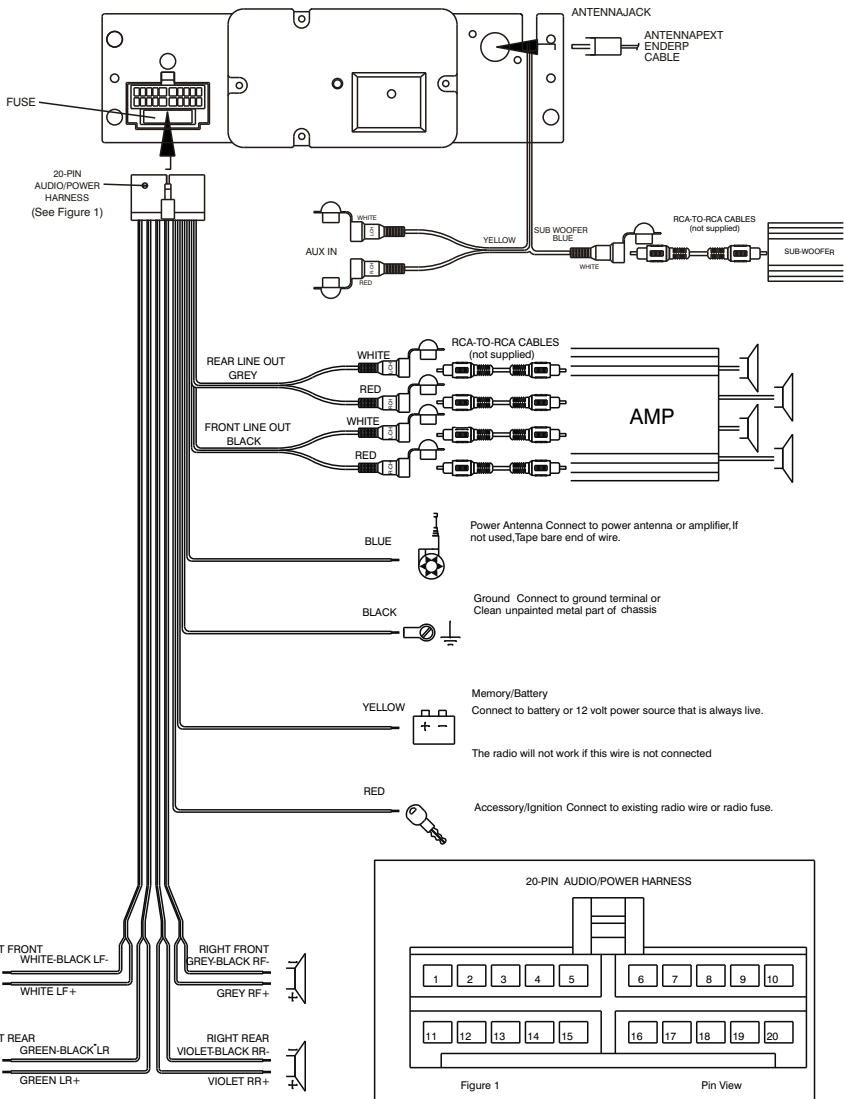 ANTENNAJACK
ANTENNAPEXT
ENDERP
CABLE
FUSE
20-PIN
AUDIO/POWER
HARNESS
(See Figure 1)
WHITE
L.CH
AUX IN
R.CH
RED
YELLOW
SUB WOOFER
BLUE
WHITE
RCA-TO-RCA CABLES
(not supplied)
SUB-WOOFER
REAR LINE OUT
GREY
WHITE
L.CH
RED
R.CH
FRONT LINE OUT
BLACK
WHITE
L.CH
RED
R.CH
RCA-TO-RCA CABLES
(not supplied)
AMP
BLUE
Power Antenna Connect to power antenna or amplifier,If
not used,Tape bare end of wire.
BLACK
Ground Connect to ground terminal or
Clean unpainted metal part of chassis
YELLOW
+ -
Memory/Battery
Connect to battery or 12 volt power source that is always live.
The radio will not work if this wire is not connected
RED
Accessory/Ignition Connect to existing radio wire or radio fuse.
T FRONT
WHITE-BLACK LF-
WHITE LF+
RIGHT FRONT
GREY-BLACK RF-
GREY RF+
- +
T REAR
GREEN-BLACK LR
GREEN LR+
RIGHT REAR
VIOLET-BLACK RR-
VIOLET RR+
- +
20-PIN AUDIO/POWER HARNESS
1 2 3 4 5 6 7 8 9 10
11 12 13 14 15 16 17 18 19 20
Figure 1 Pin View